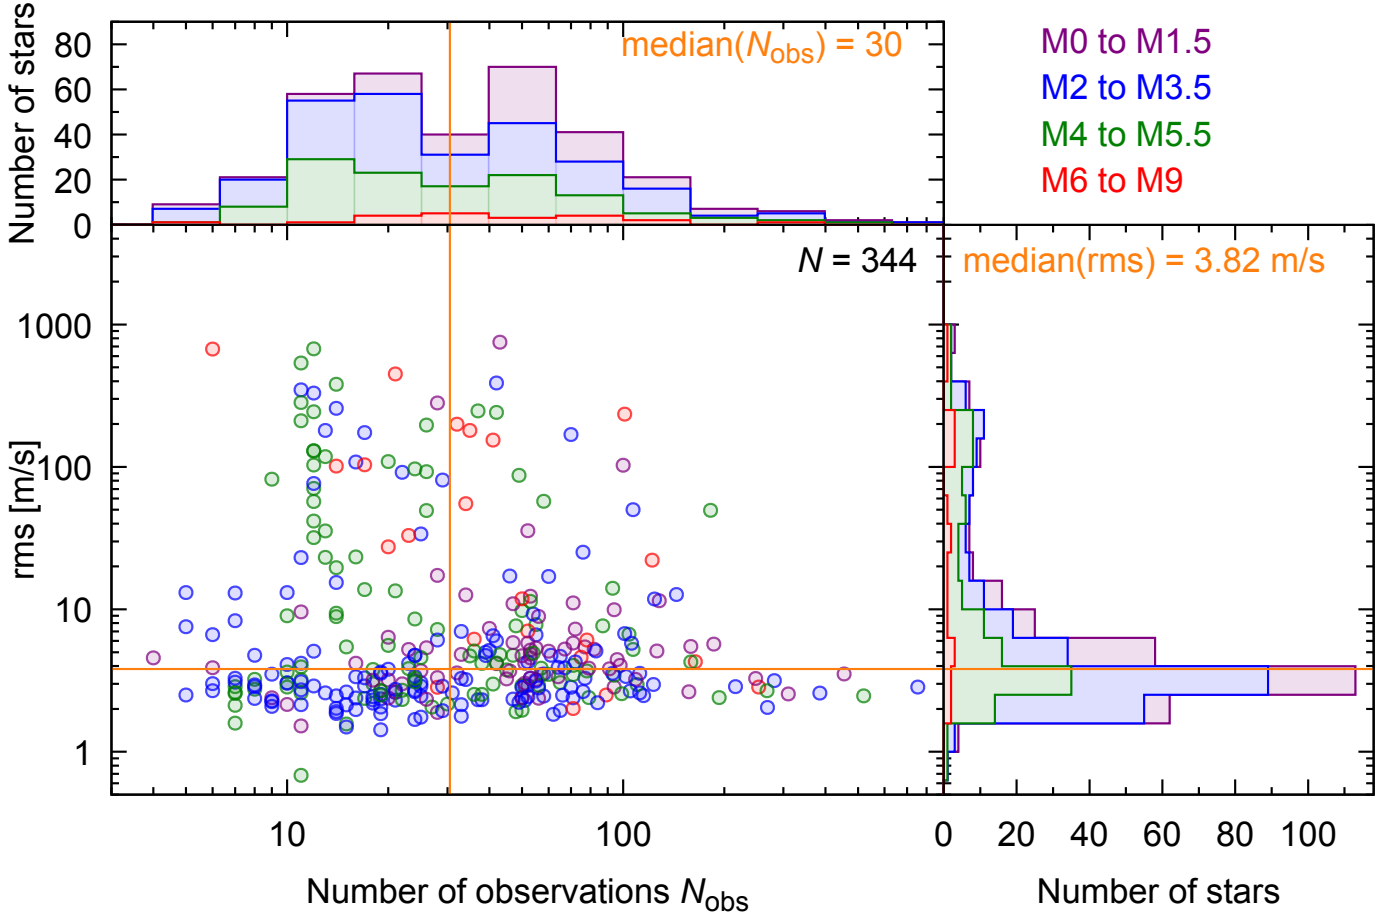 Number of stars
80
60
40
20
0
median(Nobs) = 30
M0 to M1.5
M2 to M3.5
M4 to M5.5
M6 to M9
N = 344
median(rms) = 3.82 m/s
rms [m/s]
1000
100
10
1
10 100
0 20 40 60 80 100
Number of observations Nobs
Number of stars